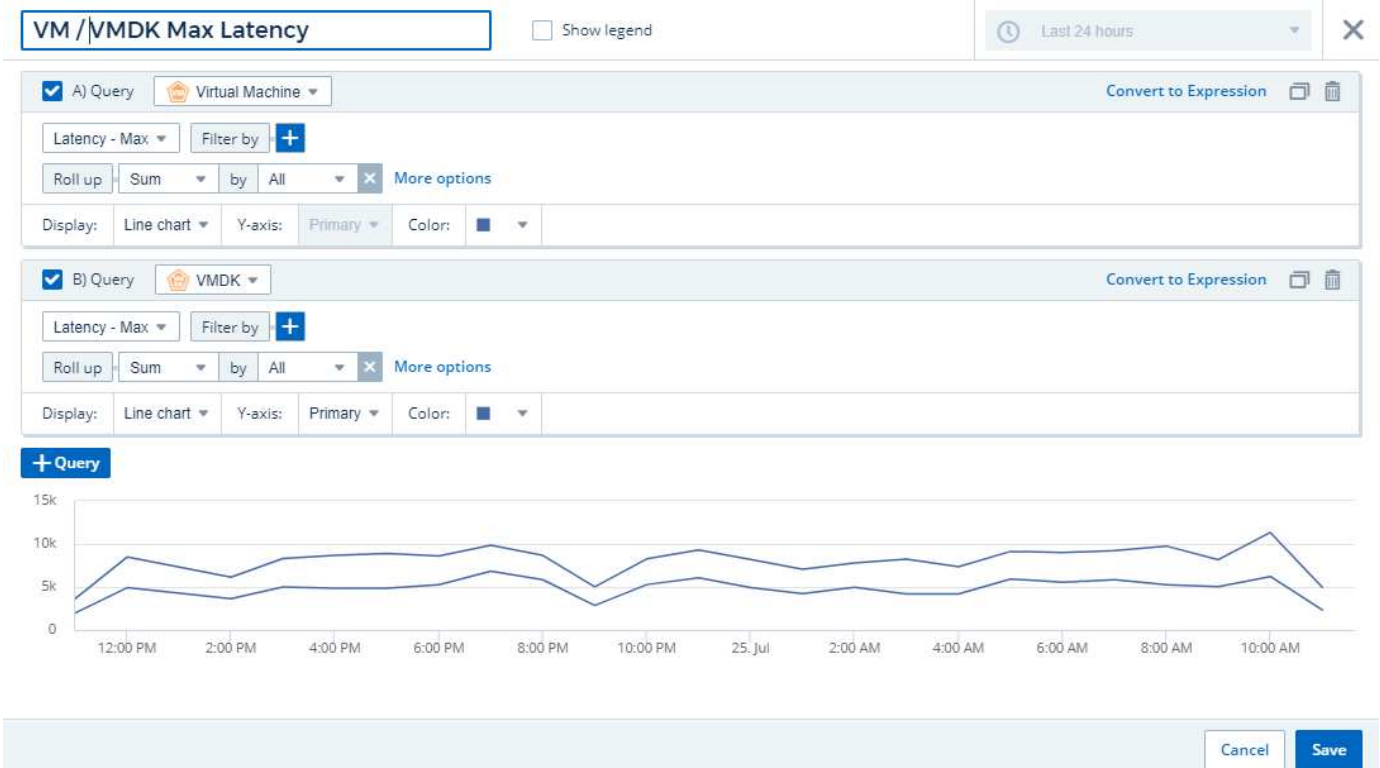 VM / VMDK Max Latency
Show legend
Last 24 hours
A) Query Virtual Machine Convert to Expression
Latency - Max Filter by +
Roll up Sum by All × More options
Display: Line chart Y-axis: Primary Color:
B) Query VMDK Convert to Expression
Latency - Max Filter by +
Roll up Sum by All × More options
Display: Line chart Y-axis: Primary Color:
+ Query
15k
10k
5k
0
12:00 PM 2:00 PM 4:00 PM 6:00 PM 8:00 PM 10:00 PM 25. Jul 2:00 AM 4:00 AM 6:00 AM 8:00 AM 10:00 AM
Cancel Save